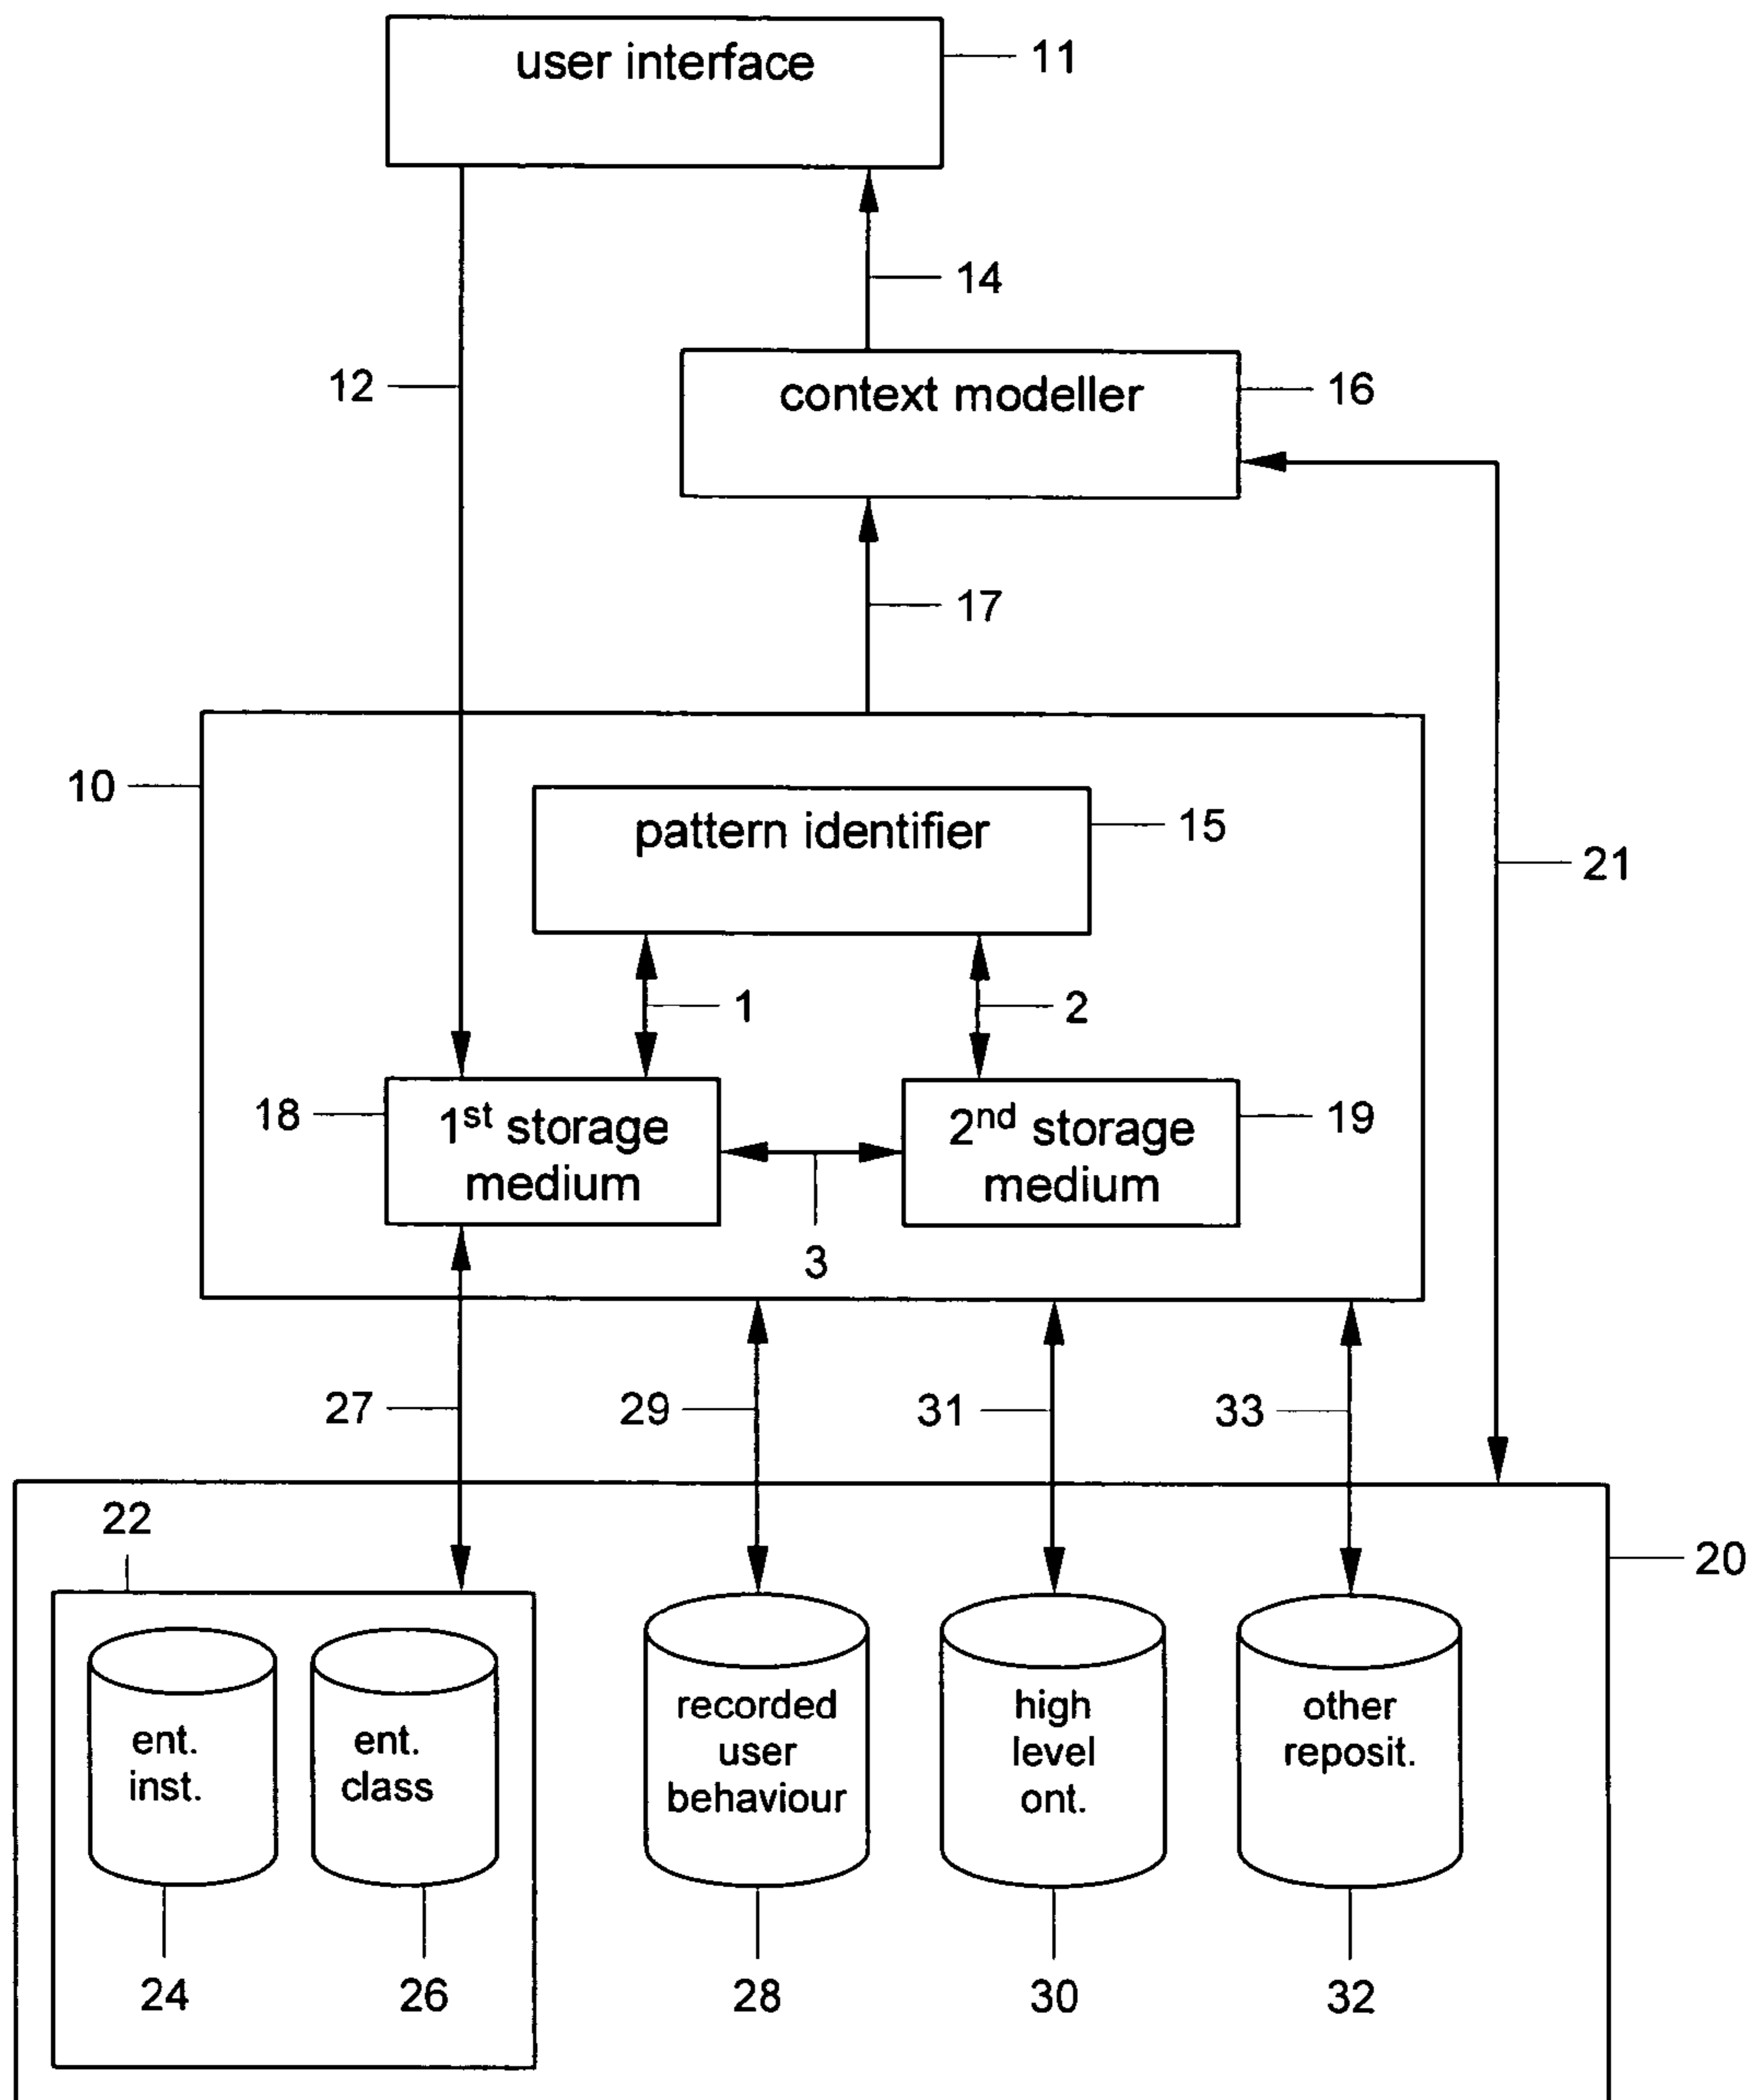 user interface
11
14
12
context modeller
16
17
10
pattern identifier
15
21
1
2
18
1st storage
medium
2nd storage
medium
19
3
27
29
31
33
22
20
ent.
inst.
ent.
class
recorded
user
behaviour
high
level
ont.
other
reposit.
24
26
28
30
32